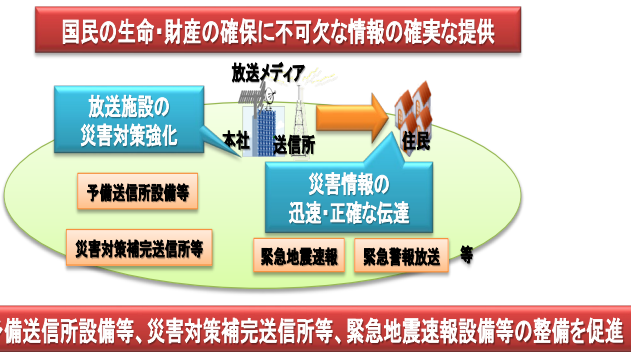 国民の生命・財産の確保に不可欠な情報の確実な提供
放送メディア
放送施設の
災害対策強化
本社
送信所
住民
災害情報の
迅速・正確な伝達
予備送信所設備等
災害対策補完送信所等
緊急地震速報
緊急警報放送
等
予備送信所設備等、災害対策補完送信所等、緊急地震速報設備等の整備を促進